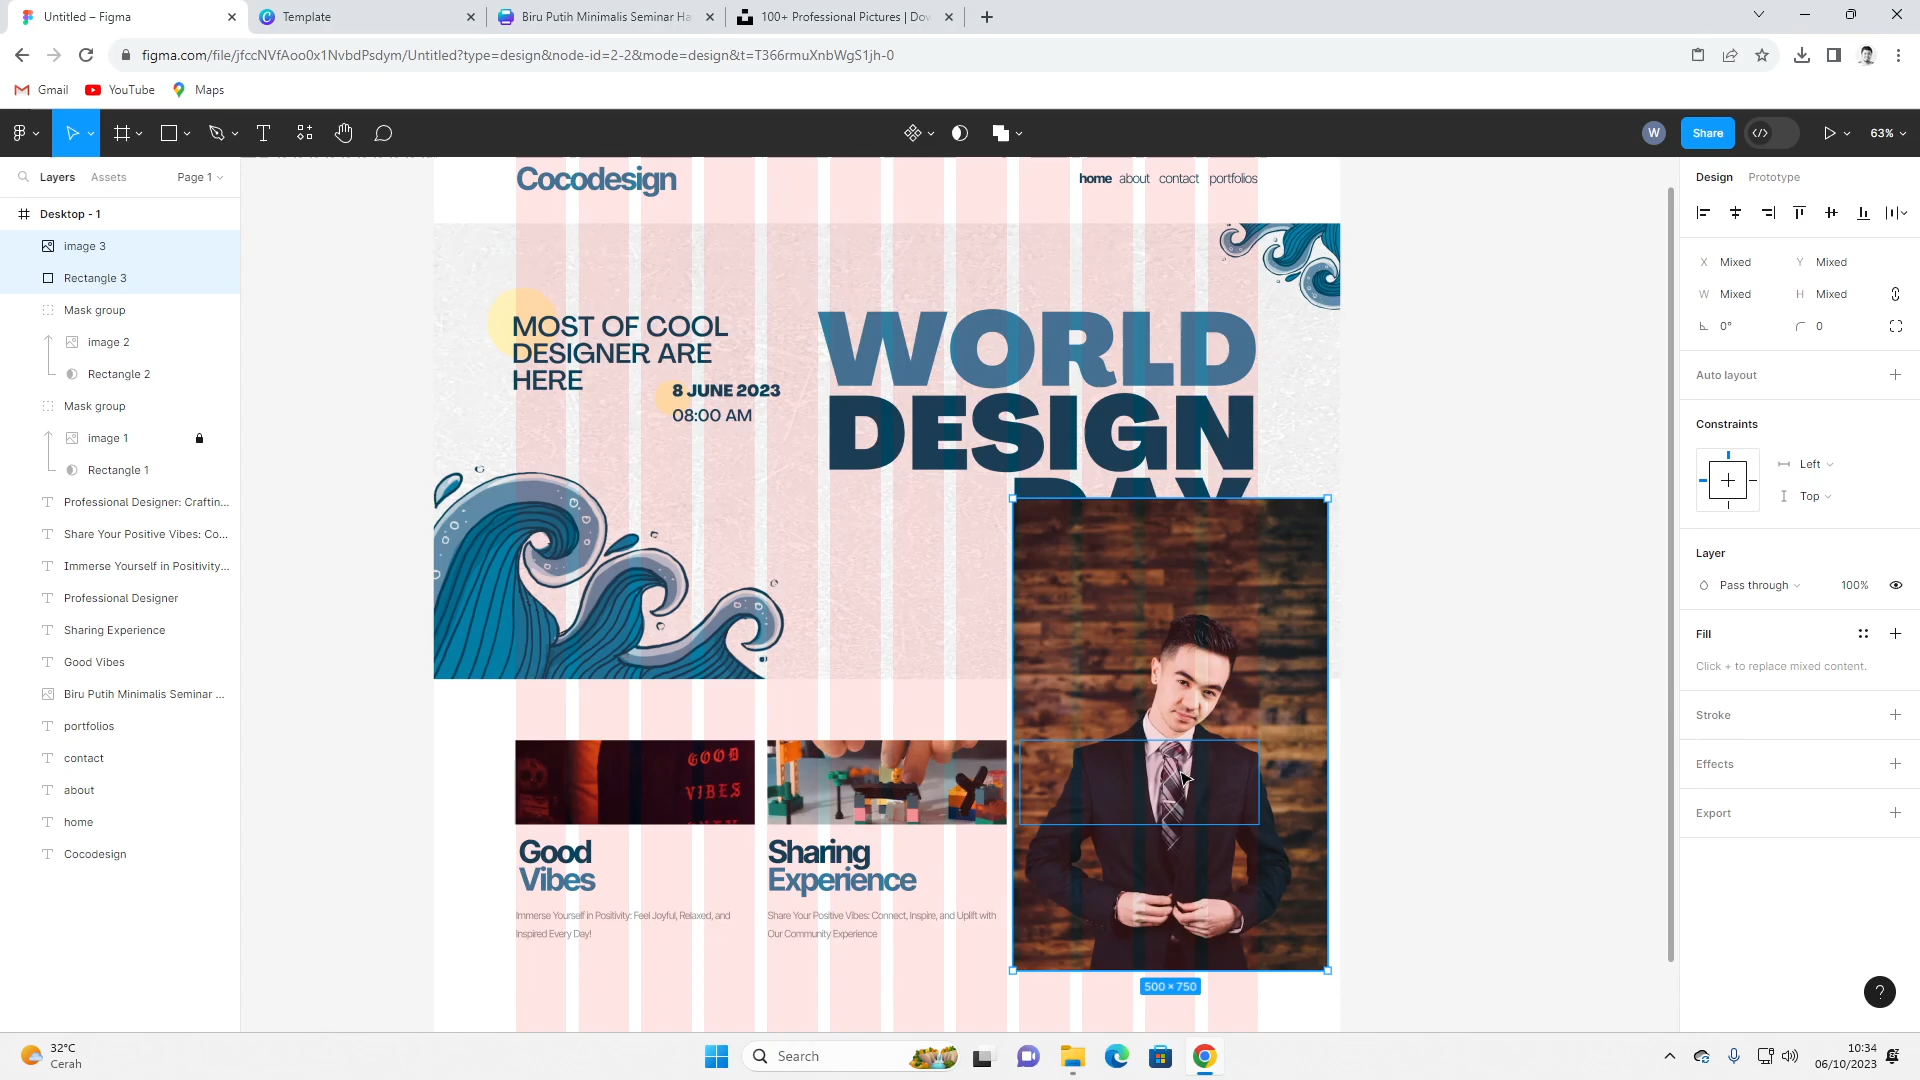 Untitled – Figma
Template
Biru Putih Minimalis Seminar Ha
100+ Professional Pictures | Dow
figma.com/file/jfccNVfAoo0x1NvbdPsdym/Untitled?type=design&node-id=2-2&mode=design&t=T366rmuXnbWgS1jh-0
Gmail
YouTube
Maps
W
Share
63%
Layers
Assets
Page 1
Design
Prototype
Desktop - 1
image 3
Rectangle 3
Mask group
image 2
Rectangle 2
Mask group
image 1
Rectangle 1
Professional Designer: Craftin...
Share Your Positive Vibes: Co...
Immerse Yourself in Positivity...
Professional Designer
Sharing Experience
Good Vibes
Biru Putih Minimalis Seminar ...
portfolios
contact
about
home
Cocodesign
Cocodesign
home about contact portfolios
MOST OF COOL
DESIGNER ARE
HERE
8 JUNE 2023
08:00 AM
WORLD
DESIGN
DAY
GOOD
VIBES
Good
Vibes
Immerse Yourself in Positivity: Feel Joyful, Relaxed, and
Inspired Every Day!
Sharing
Experience
Share Your Positive Vibes: Connect, Inspire, and Uplift with
Our Community Experience
500 × 750
X Mixed
Y Mixed
W Mixed
H Mixed
0°
0
Auto layout
Constraints
Left
Top
Layer
Pass through
100%
Fill
Click + to replace mixed content.
Stroke
Effects
Export
?
32°C
Cerah
Search
10:34
06/10/2023